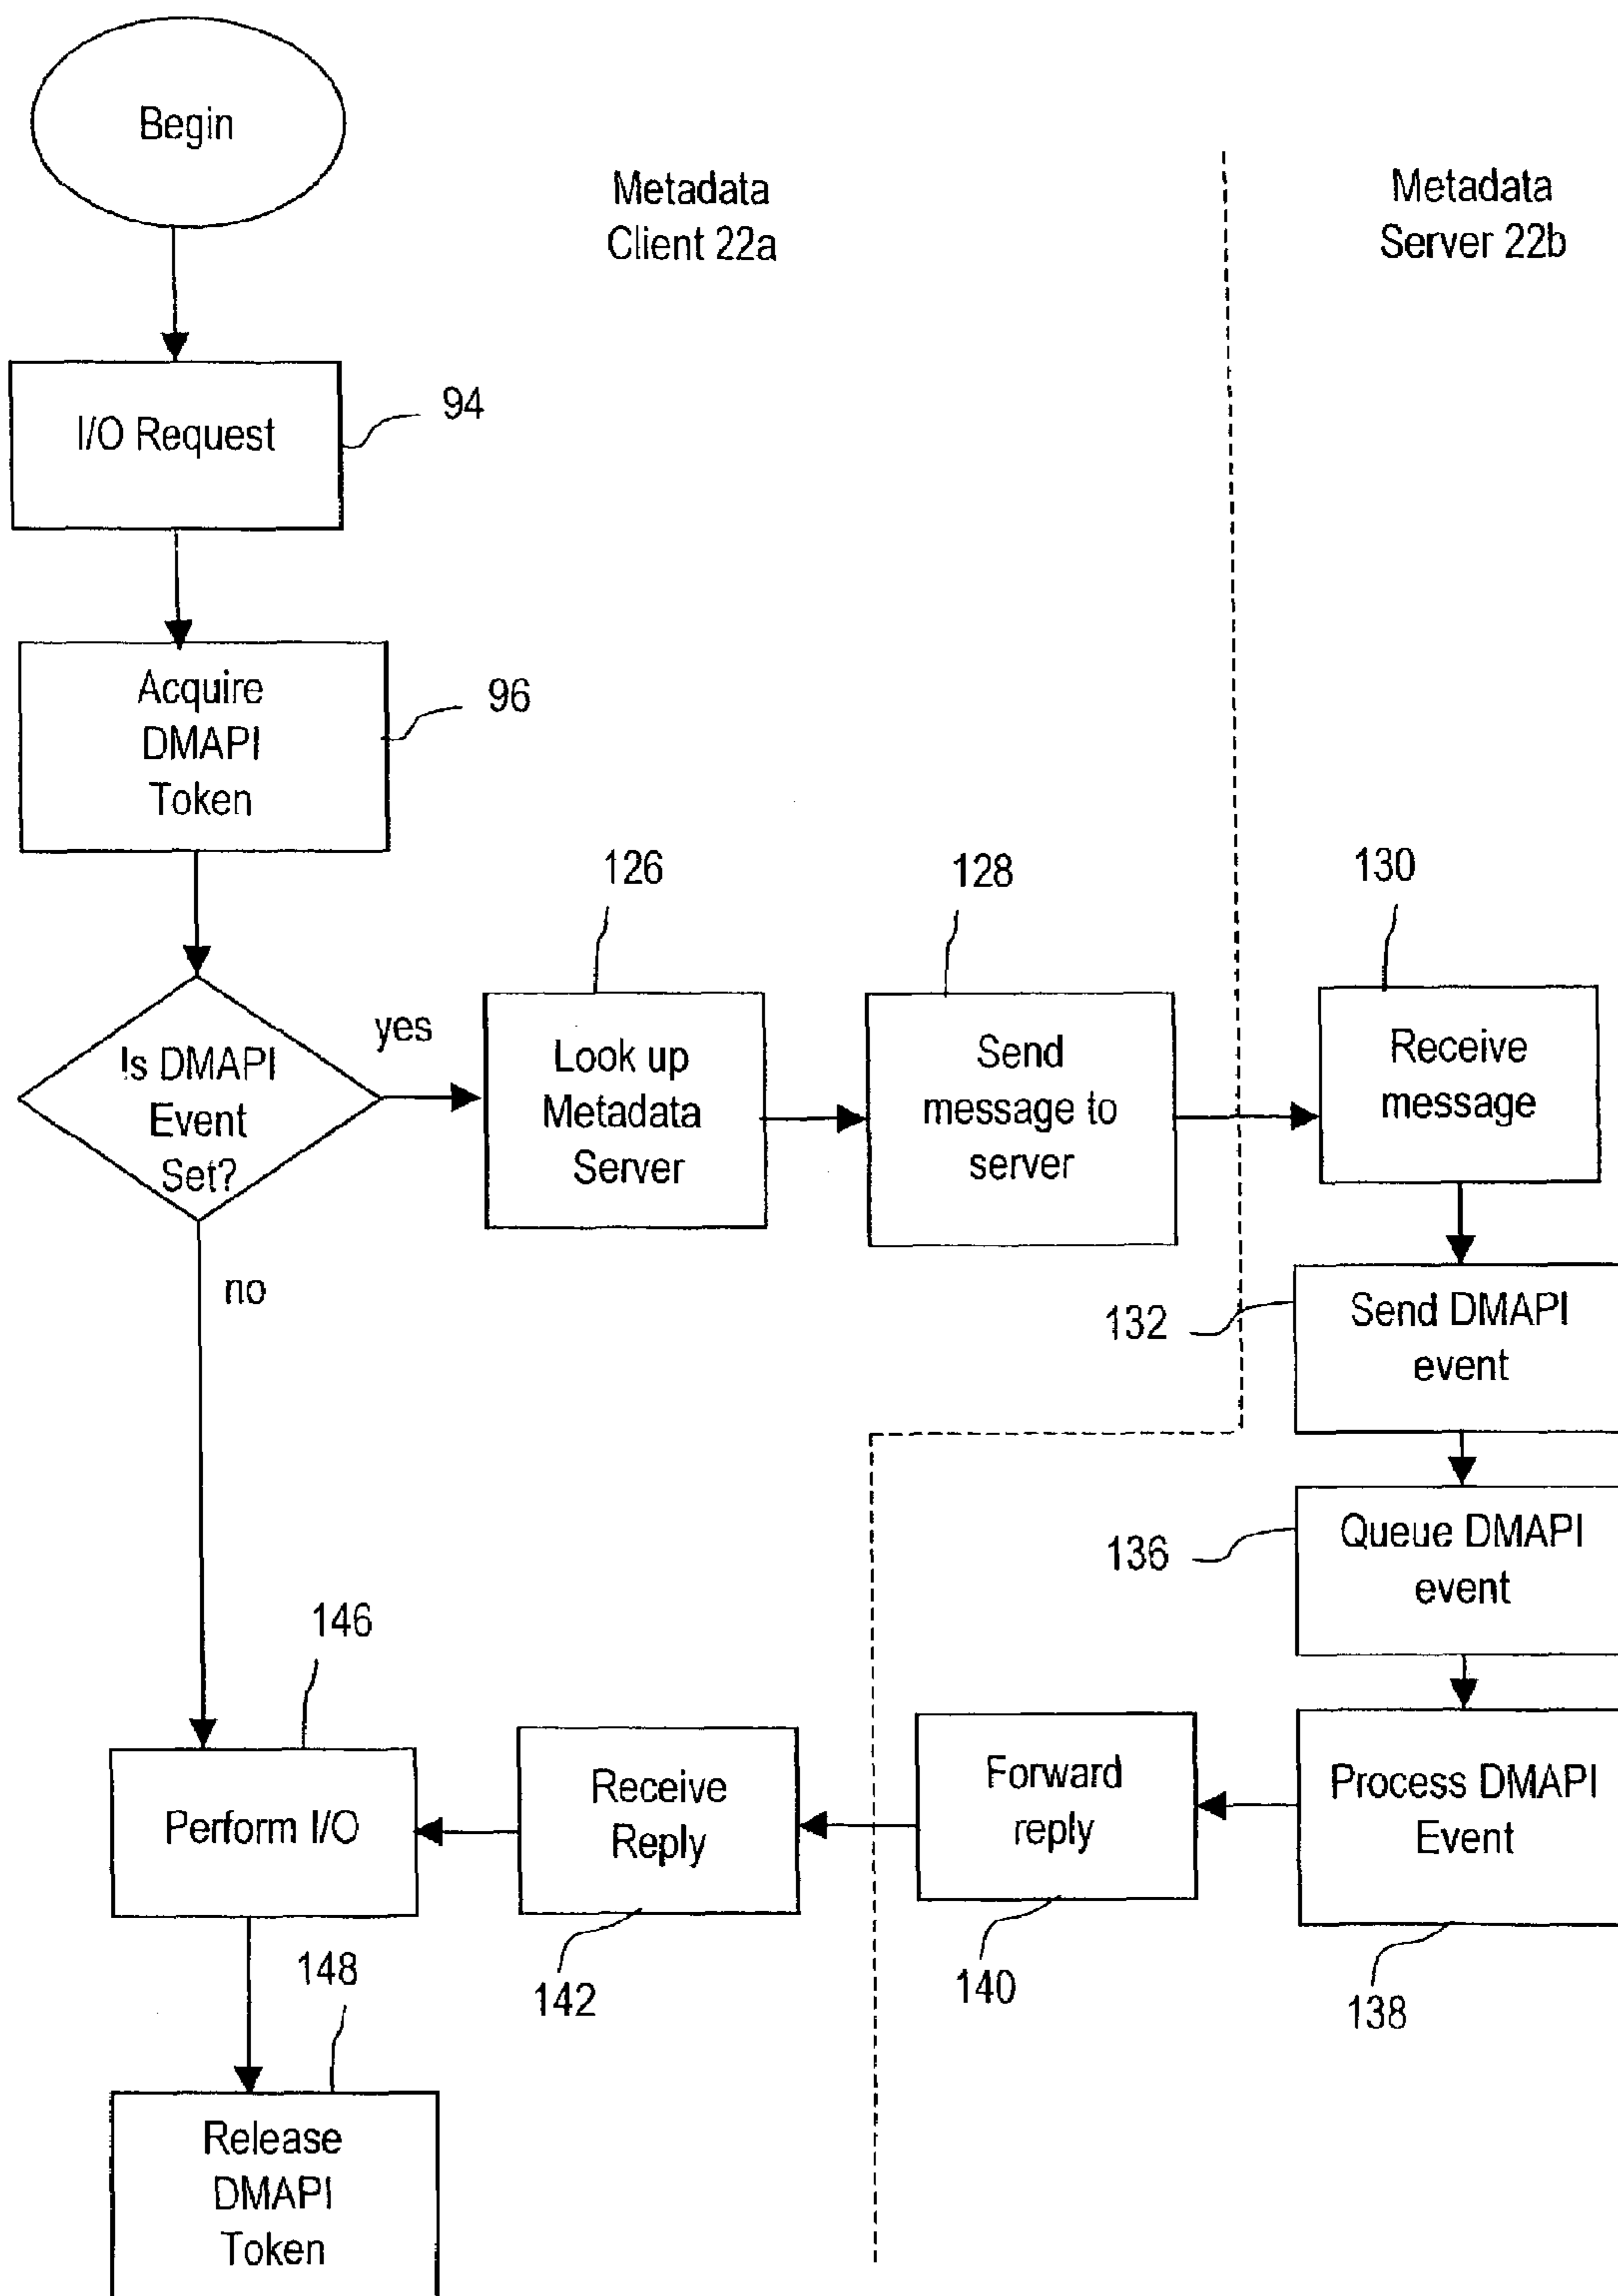 Begin
Metadata
Client 22a
Metadata
Server 22b
I/O Request
94
Acquire
DMAPI
Token
96
Is DMAPI
Event
Set?
yes
no
126
Look up
Metadata
Server
128
Send
message to
server
130
Receive
message
132
Send DMAPI
event
136
Queue DMAPI
event
146
Perform I/O
Receive
Reply
142
Forward
reply
140
Process DMAPI
Event
138
148
Release
DMAPI
Token